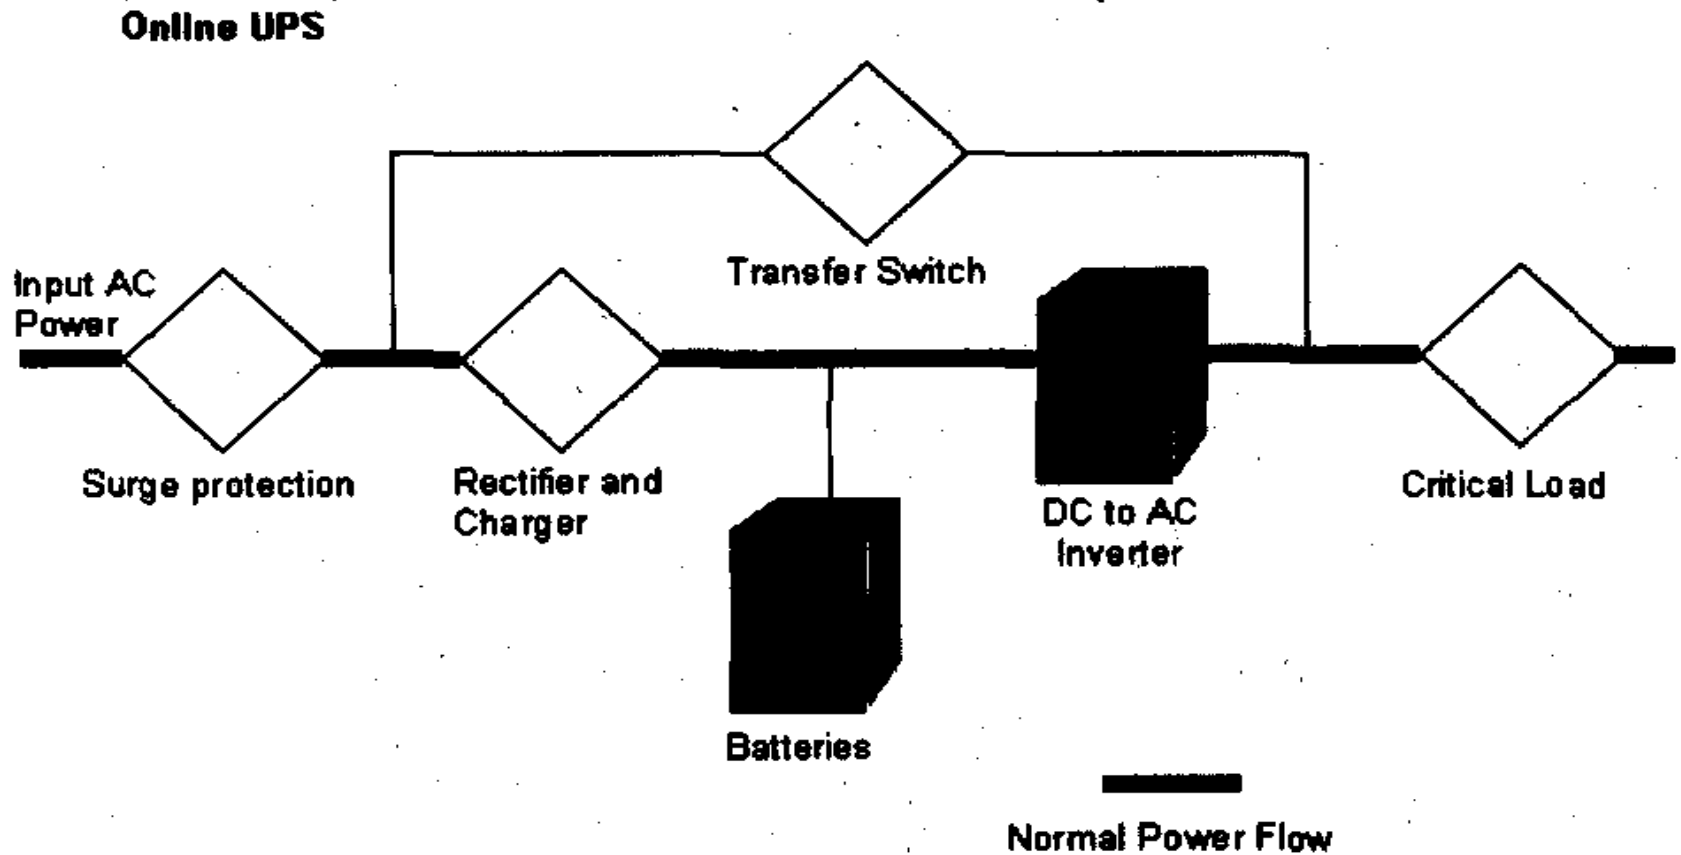 Online UPS
Transfer Switch
Input AC
Power
Surge protection
Rectifier and
Charger
DC to AC
Inverter
Critical Load
Batteries
Normal Power Flow